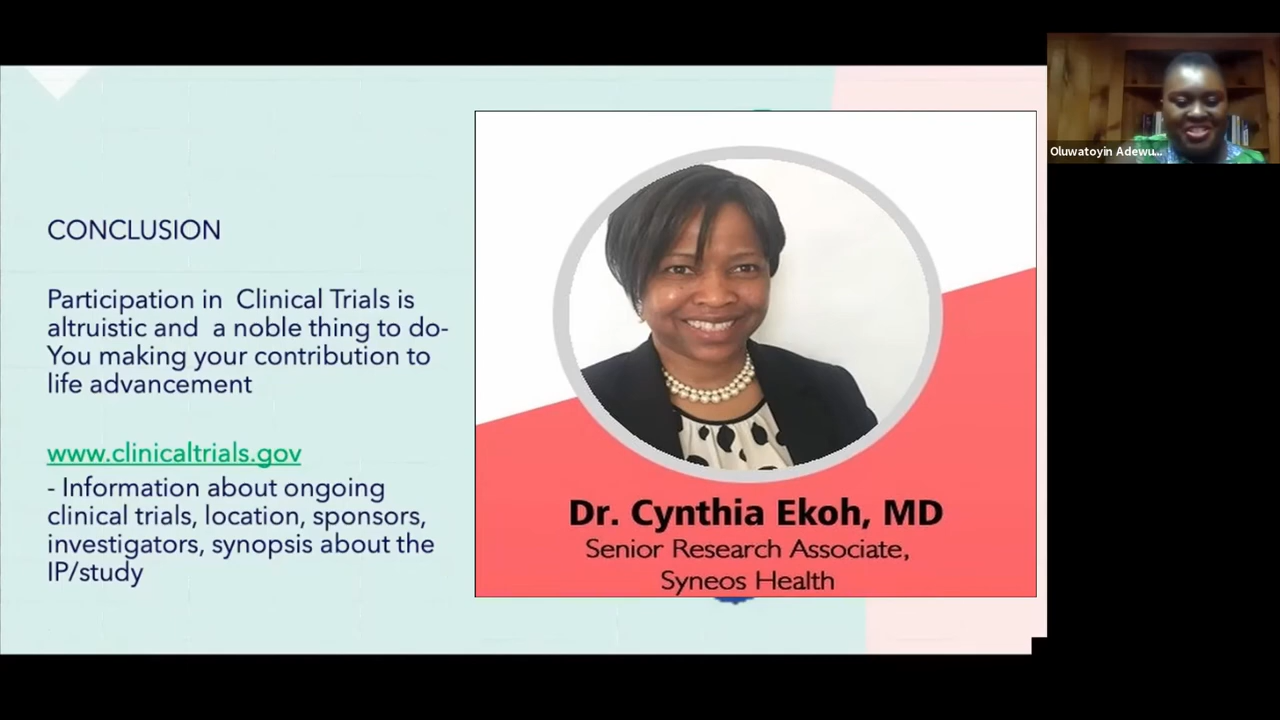 CONCLUSION
Participation in Clinical Trials is
altruistic and a noble thing to do-
You making your contribution to
life advancement
www.clinicaltrials.gov
- Information about ongoing
clinical trials, location, sponsors,
investigators, synopsis about the
IP/study
Dr. Cynthia Ekoh, MD
Senior Research Associate,
Syneos Health
Oluwatoyin Adewu...